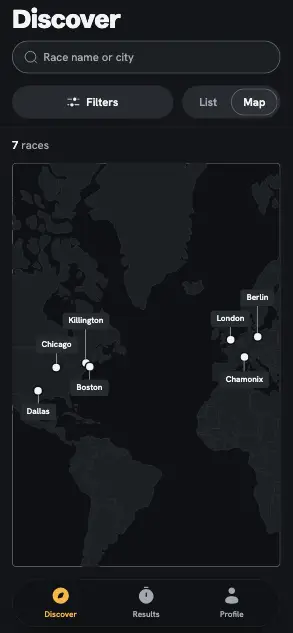 Discover
Race name or city
Filters
List
Map
7 races
Berlin
London
Killington
Chicago
Chamonix
Boston
Dallas
Discover
Results
Profile